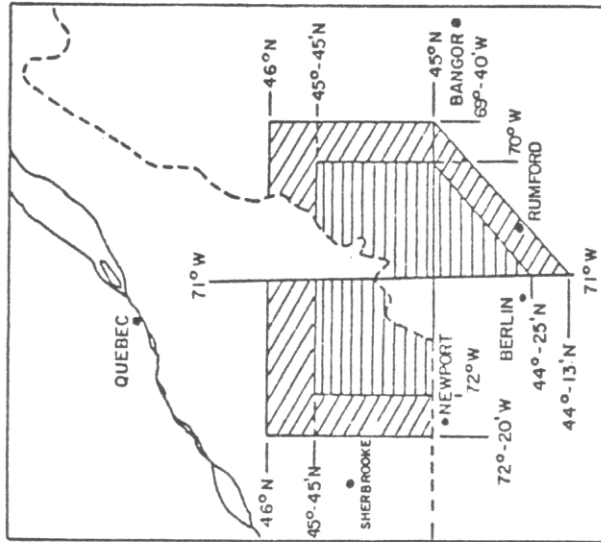 QUEBEC
71°W
46°N
46°N
45°-45'N
45°-45'N
SHERBROOKE
45°N
NEWPORT
BANGOR
72°W
69°-40'W
72°-20'W
BERLIN
70°W
RUMFORD
44°-25'N
44°-13'N
71°W